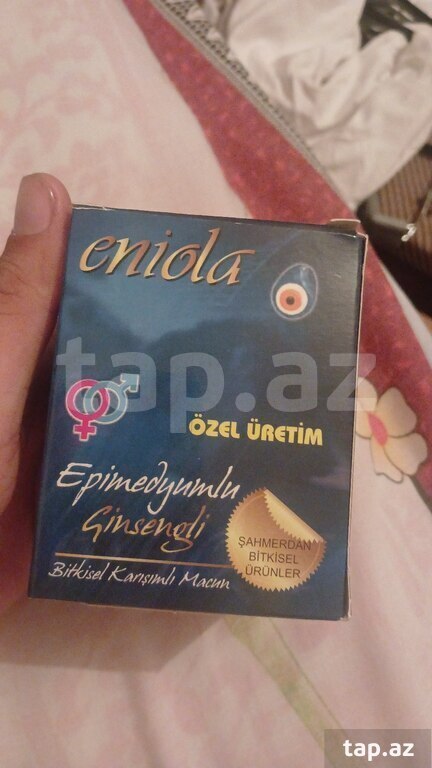 eniola
tap.az
ÖZEL ÜRETİM
Epimedyumlu
Ginsengli
ŞAHMERDAN
BİTKİSEL
ÜRÜNLER
Bitkisel Karışımlı Macun
tap.az